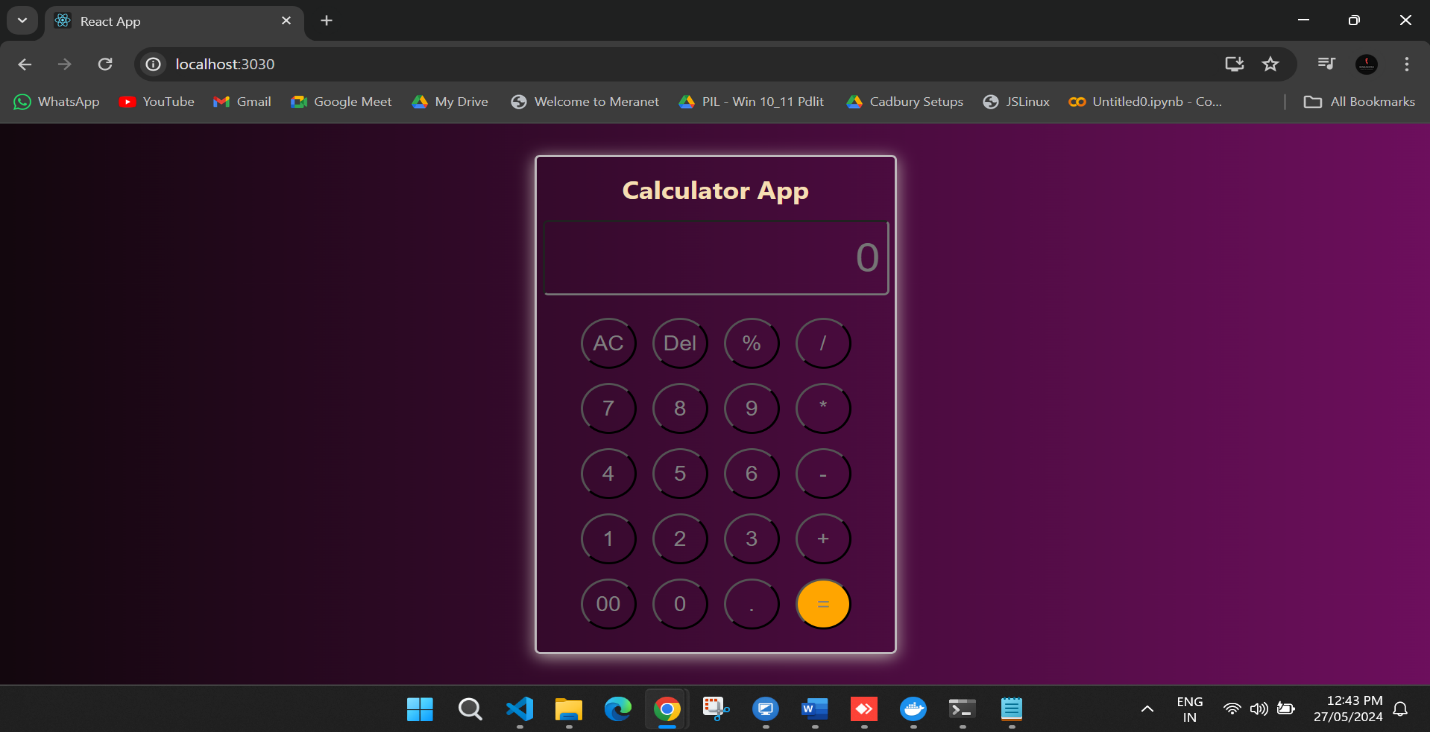 React App
localhost:3030
WhatsApp YouTube Gmail Google Meet My Drive Welcome to Meranet PIL - Win 10_11 Pdlit Cadbury Setups JSLinux Untitled0.ipynb - Co... All Bookmarks
Calculator App
0
AC Del % /
7 8 9 *
4 5 6 -
1 2 3 +
00 0 . =
ENG 12:43 PM
IN 27/05/2024